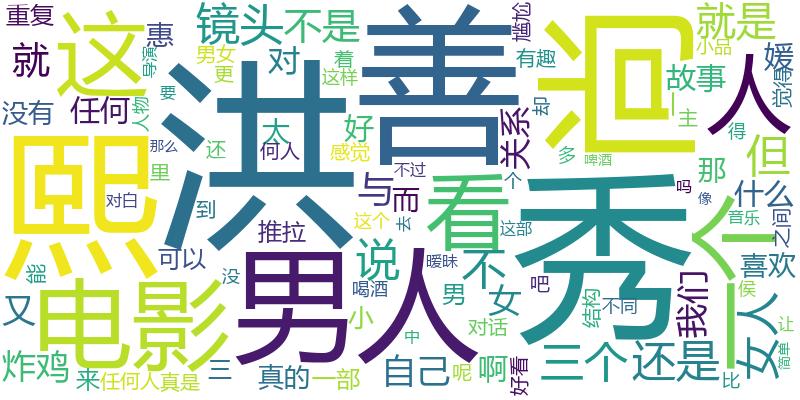 重复
这
惠
镜头
不是
善
尴尬
迥
就是
小品
就
男女
导演
着
对
更
这样
有趣
故事
媛
觉得
没有
任何
人物
要
洪
太
好
关系
却
一
主
人
得
但
熙
那么
还
何人
感觉
不过
多
啤酒
那
对白
里
到
与
而
看
个
秀
吗
像
什么
音乐
之间
推拉
这个
去
这部
个
能
可以
没
男人
说
暧昧
不
吧
我们
喜欢
又
电影
喝酒
男
女
结构
不同
侯
女人
小
对话
中
让
炸鸡
来
任何人
真是
三
真的
一部
自己
呢
啊
好看
三个
还是
比
简单